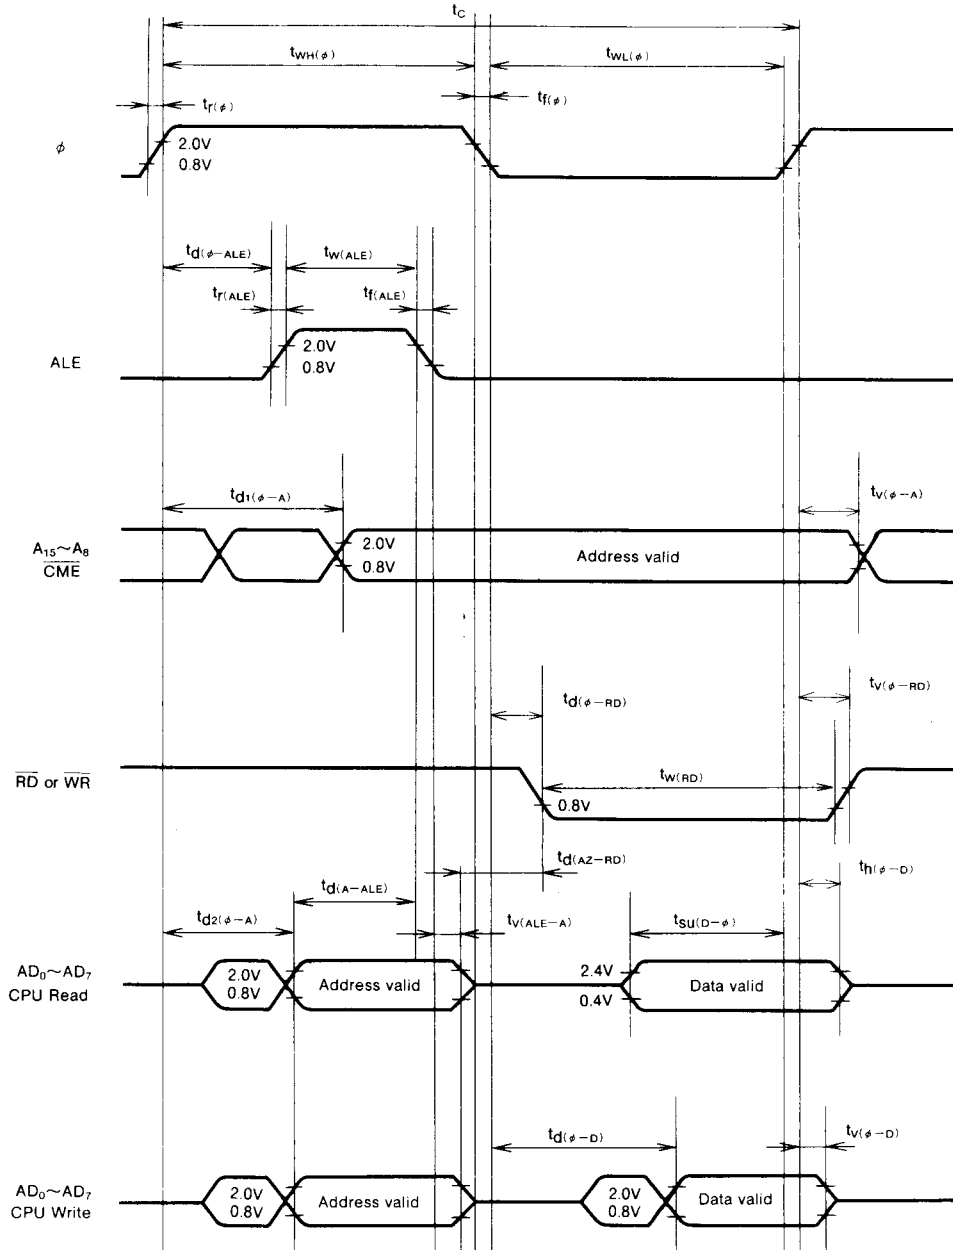 tC
tWH(φ)
tWL(φ)
tr(φ)
tf(φ)
φ
2.0V
0.8V
td(φ−ALE)
tw(ALE)
tr(ALE)
tf(ALE)
ALE
2.0V
0.8V
td1(φ−A)
tv(φ−A)
A15~A8
CME
2.0V
0.8V
Address valid
td(φ−RD)
tv(φ−RD)
RD or WR
tw(RD)
0.8V
td(AZ−RD)
th(φ−D)
td(A−ALE)
td2(φ−A)
tv(ALE−A)
tsu(D−φ)
AD0~AD7
CPU Read
2.0V
0.8V
Address valid
2.4V
0.4V
Data valid
td(φ−D)
tv(φ−D)
AD0~AD7
CPU Write
2.0V
0.8V
Address valid
2.0V
0.8V
Data valid